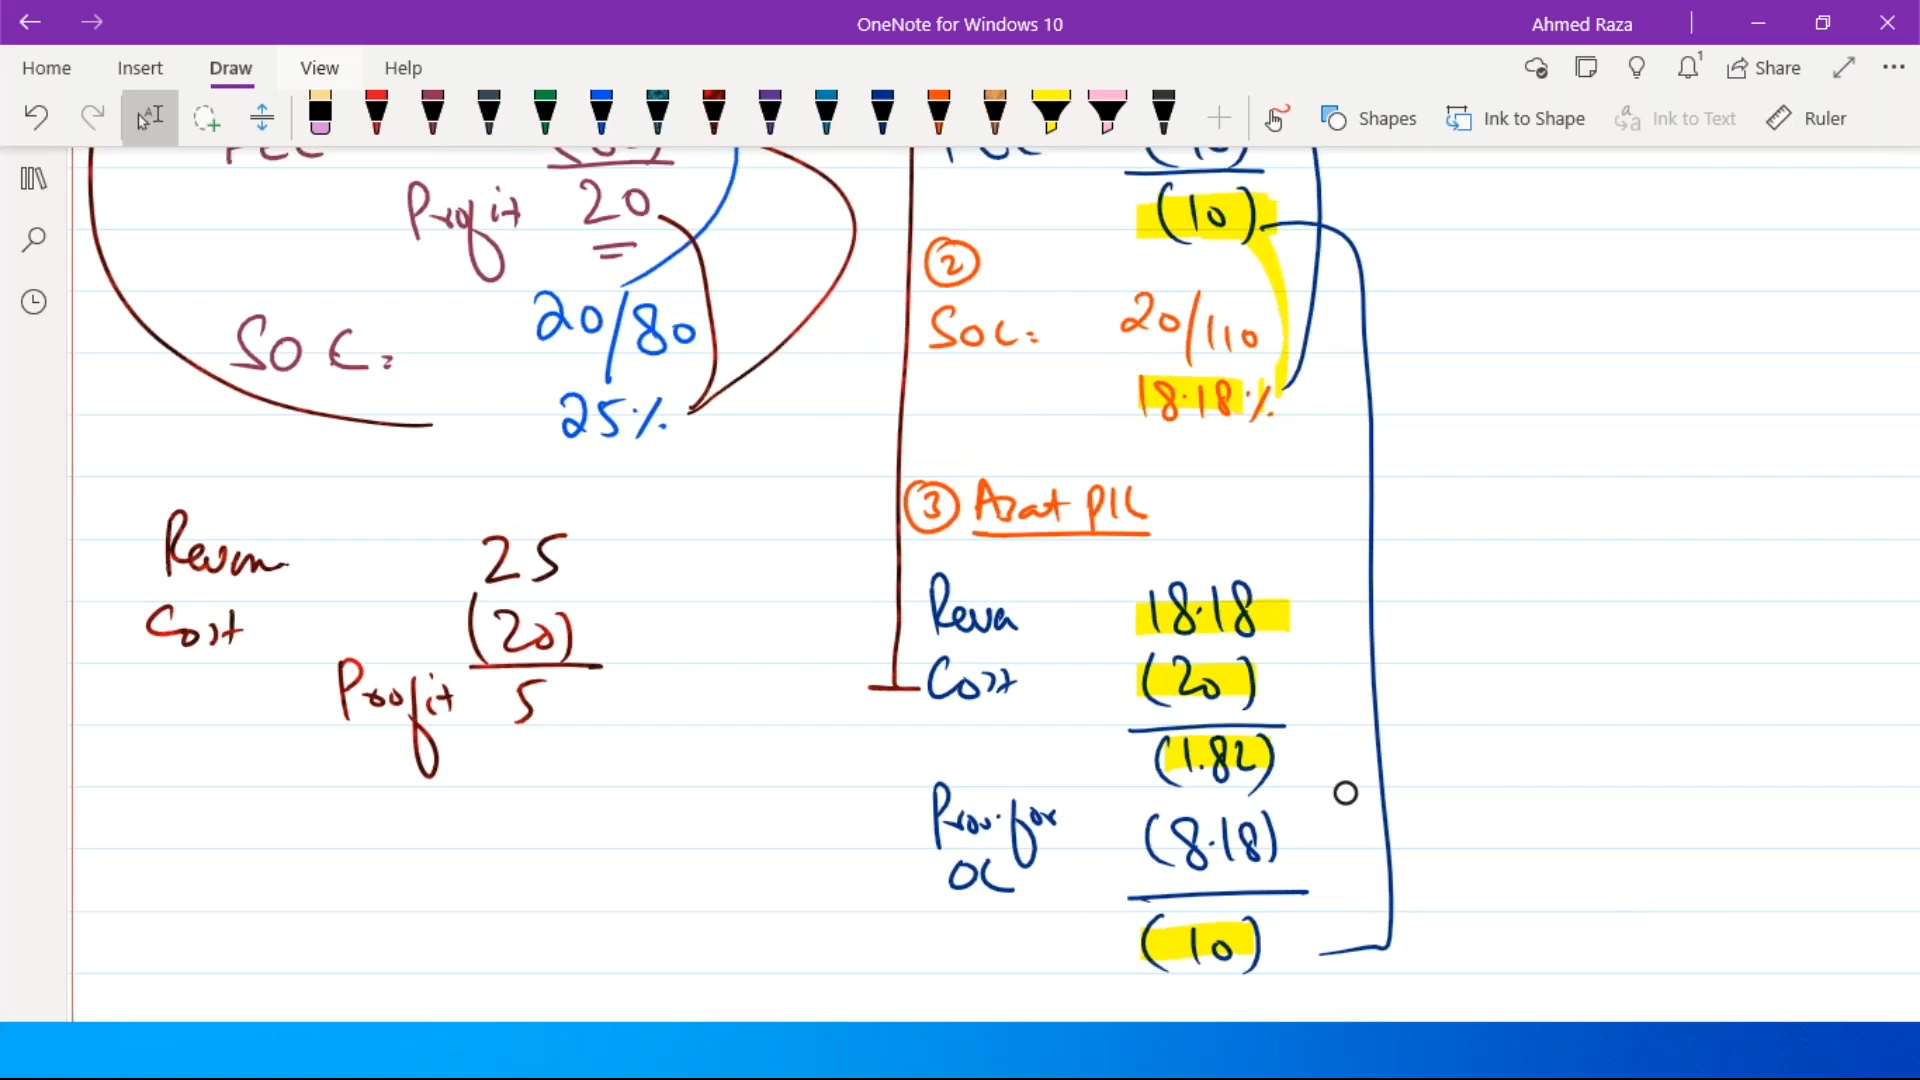 OneNote for Windows 10
Ahmed Raza
Home Insert Draw View Help
1
Share
Shapes
Ink to Shape
Ink to Text
Ruler
Profit 20
SOC =
20/80
25%
Reven 25
Cost (20)
Profit 5
(10)
②
SOC = 20/110
18.18%
③
Reven 18.18
Cost (20)
(1.82)
Prov. for (8.18)
OC
(10)